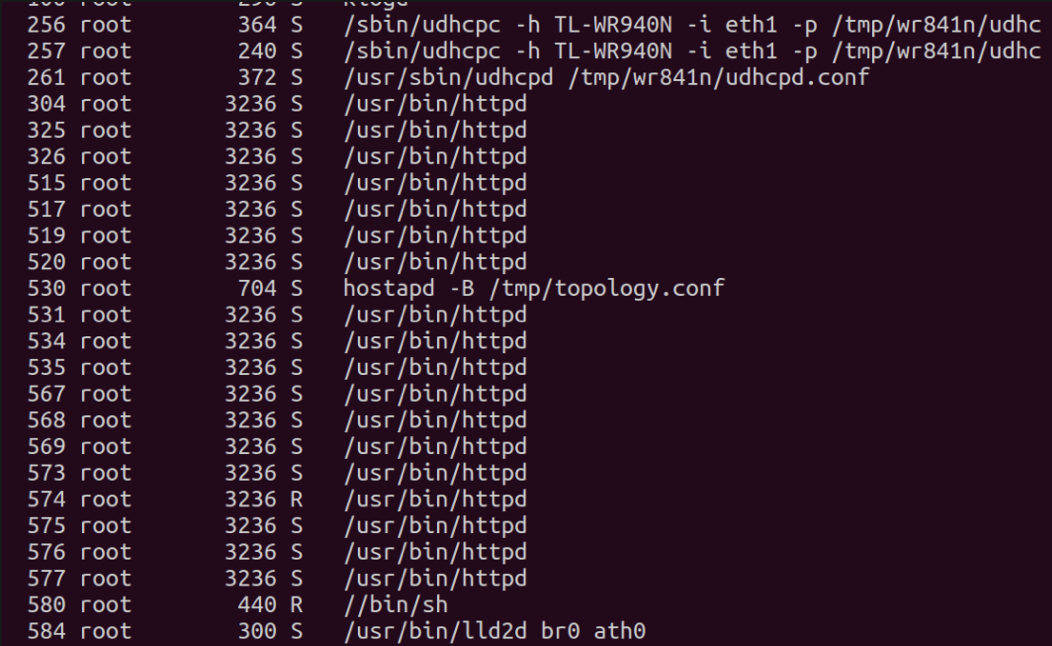 256 root 364 S /sbin/udhcpc -h TL-WR940N -i eth1 -p /tmp/wr841n/udhc
257 root 240 S /sbin/udhcpc -h TL-WR940N -i eth1 -p /tmp/wr841n/udhc
261 root 372 S /usr/sbin/udhcpd /tmp/wr841n/udhcpd.conf
304 root 3236 S /usr/bin/httpd
325 root 3236 S /usr/bin/httpd
326 root 3236 S /usr/bin/httpd
515 root 3236 S /usr/bin/httpd
517 root 3236 S /usr/bin/httpd
519 root 3236 S /usr/bin/httpd
520 root 3236 S /usr/bin/httpd
530 root 704 S hostapd -B /tmp/topology.conf
531 root 3236 S /usr/bin/httpd
534 root 3236 S /usr/bin/httpd
535 root 3236 S /usr/bin/httpd
567 root 3236 S /usr/bin/httpd
568 root 3236 S /usr/bin/httpd
569 root 3236 S /usr/bin/httpd
573 root 3236 S /usr/bin/httpd
574 root 3236 R /usr/bin/httpd
575 root 3236 S /usr/bin/httpd
576 root 3236 S /usr/bin/httpd
577 root 3236 S /usr/bin/httpd
580 root 440 R //bin/sh
584 root 300 S /usr/bin/lld2d br0 ath0